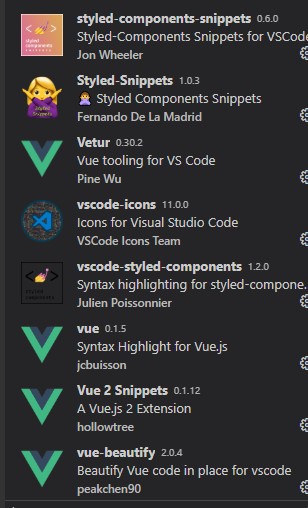 styled-components-snippets 0.6.0
Styled-Components Snippets for VSCode
Jon Wheeler
Styled-Snippets 1.0.3
🙅 Styled Components Snippets
Fernando De La Madrid
Vetur 0.30.2
Vue tooling for VS Code
Pine Wu
vscode-icons 11.0.0
Icons for Visual Studio Code
VSCode Icons Team
vscode-styled-components 1.2.0
Syntax highlighting for styled-compone...
Julien Poissonnier
vue 0.1.5
Syntax Highlight for Vue.js
jcbuisson
Vue 2 Snippets 0.1.12
A Vue.js 2 Extension
hollowtree
vue-beautify 2.0.4
Beautify Vue code in place for vscode
peakchen90